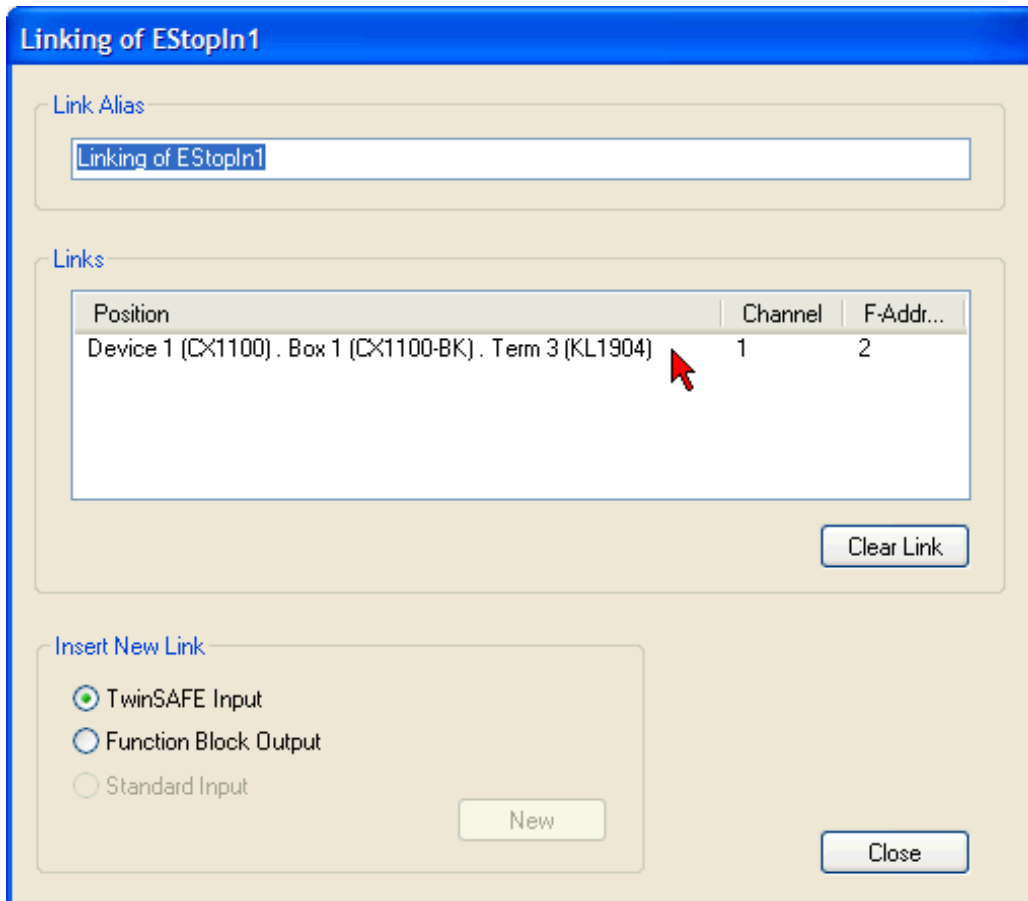 Linking of EStopIn1
Link Alias
Linking of EStopIn1
Links
Position Channel F-Addr...
Device 1 (CX1100) . Box 1 (CX1100-BK) . Term 3 (KL1904) 1 2
Clear Link
Insert New Link
TwinSAFE Input
Function Block Output
Standard Input
New
Close